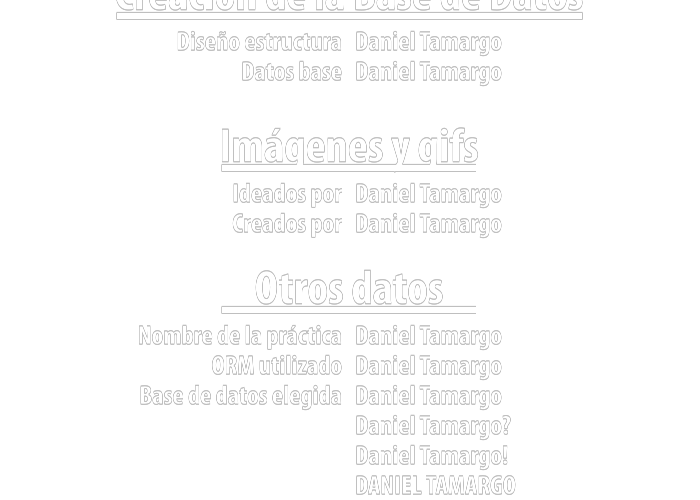 Creación de la Base de Datos
Diseño estructura Daniel Tamargo
Datos base Daniel Tamargo
Imágenes y gifs
Ideados por Daniel Tamargo
Creados por Daniel Tamargo
Otros datos
Nombre de la práctica Daniel Tamargo
ORM utilizado Daniel Tamargo
Base de datos elegida Daniel Tamargo
Daniel Tamargo?
Daniel Tamargo!
DANIEL TAMARGO